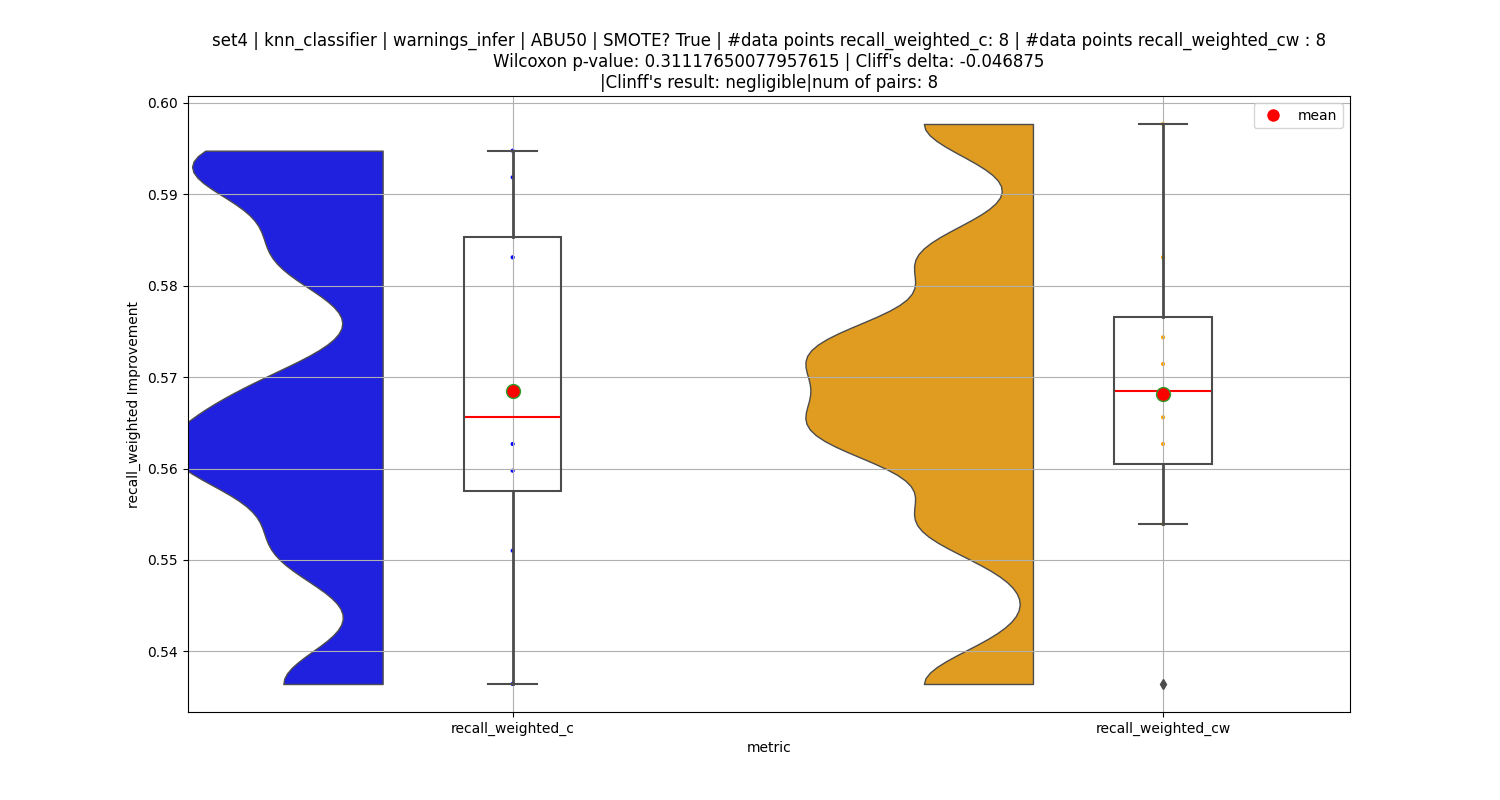 set4 | knn_classifier | warnings_infer | ABU50 | SMOTE? True | #data points recall_weighted_c: 8 | #data points recall_weighted_cw : 8
Wilcoxon p-value: 0.31117650077957615 | Cliff's delta: -0.046875
|Clinff's result: negligible|num of pairs: 8
mean
0.60
0.59
0.58
0.57
0.56
0.55
0.54
recall_weighted Improvement
recall_weighted_c
recall_weighted_cw
metric